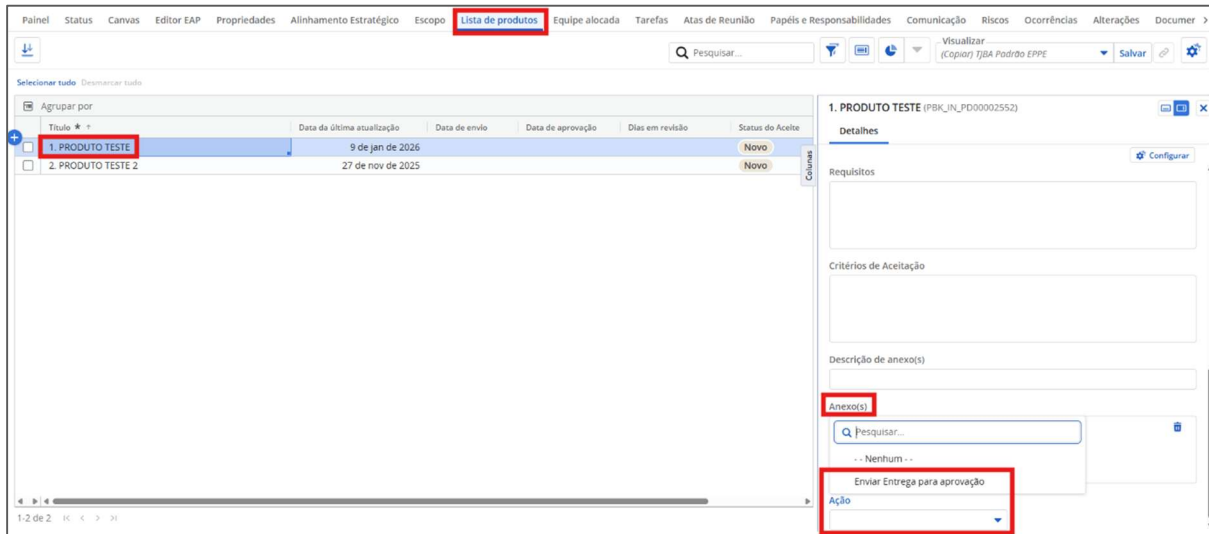 Painel Status Canvas Editor EAP Propriedades Alinhamento Estratégico Escopo Lista de produtos Equipe alocada Tarefas Atas de Reunião Papéis e Responsabilidades Comunicação Riscos Ocorrências Alterações Documer
Pesquisar...
Visualizar
(Copiar) TJBA Padrão EPPE
Salvar
Selecionar tudo Desmarcar tudo
Agrupar por
Título Data da última atualização Data de envio Data de aprovação Dias em revisão Status do Aceite
1. PRODUTO TESTE 9 de jan de 2026 Novo
2. PRODUTO TESTE 2 27 de nov de 2025 Novo
Colunas
1-2 de 2
1. PRODUTO TESTE (PBK_IN_PD00002552)
Detalhes
Configurar
Requisitos
Critérios de Aceitação
Descrição de anexo(s)
Anexo(s)
Pesquisar...
- - Nenhum - -
Enviar Entrega para aprovação
Ação